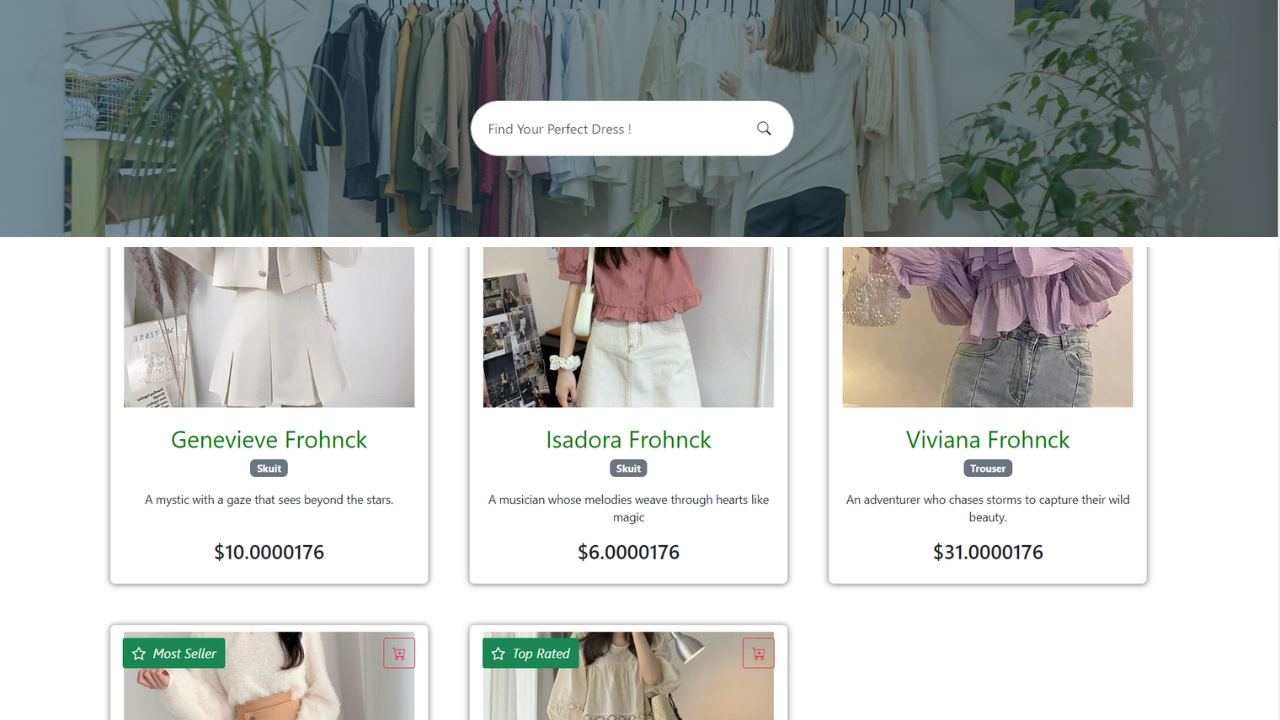 Find Your Perfect Dress !
Genevieve Frohnck
Skuit
A mystic with a gaze that sees beyond the stars.
$10.0000176
Isadora Frohnck
Skuit
A musician whose melodies weave through hearts like
magic
$6.0000176
Viviana Frohnck
Trouser
An adventurer who chases storms to capture their wild
beauty.
$31.0000176
Most Seller
Top Rated